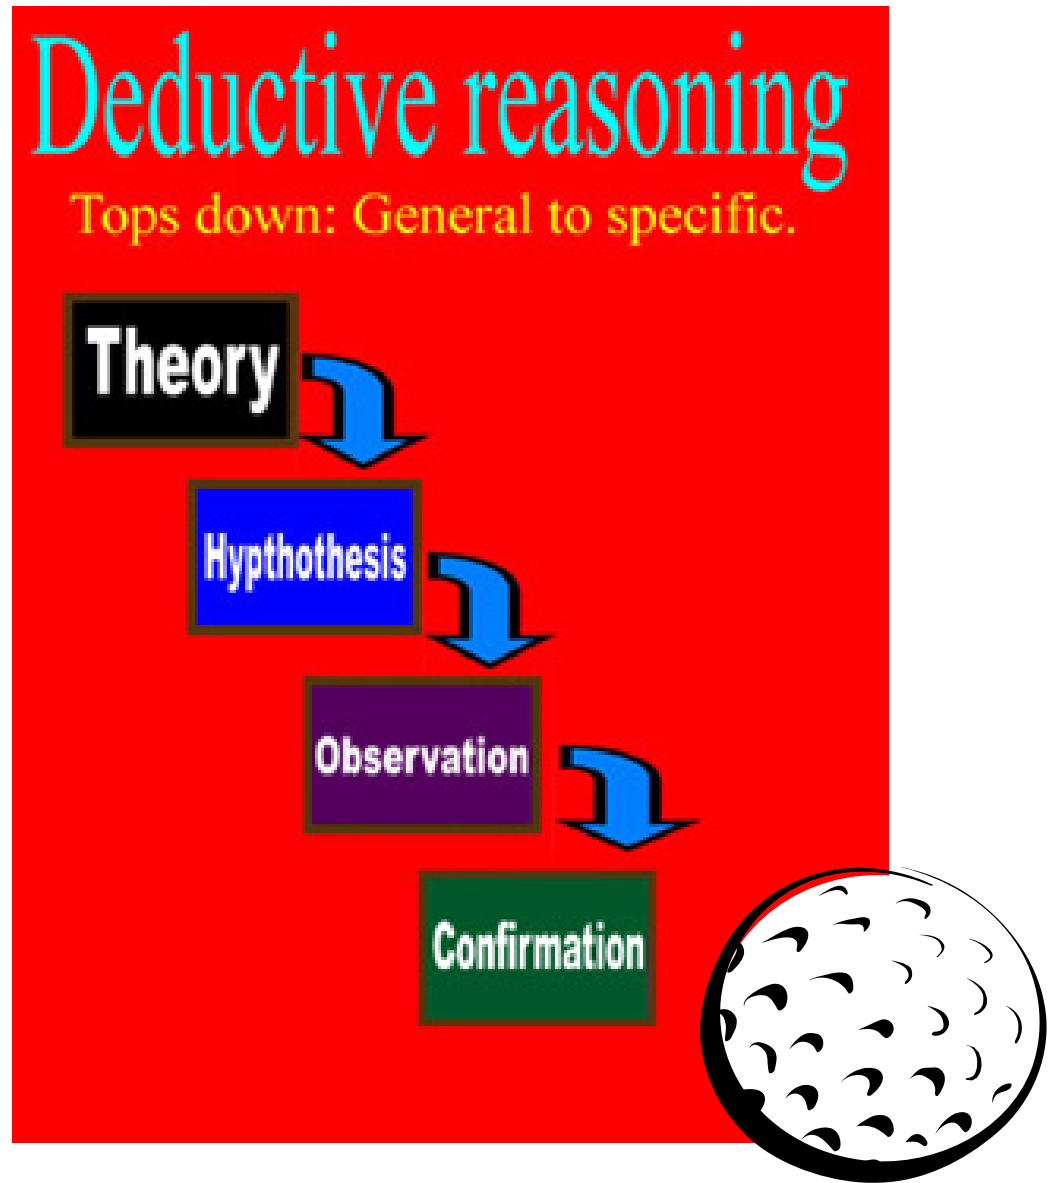 Deductive reasoning
Tops down: General to specific.
Theory
Hypthothesis
Observation
Confirmation